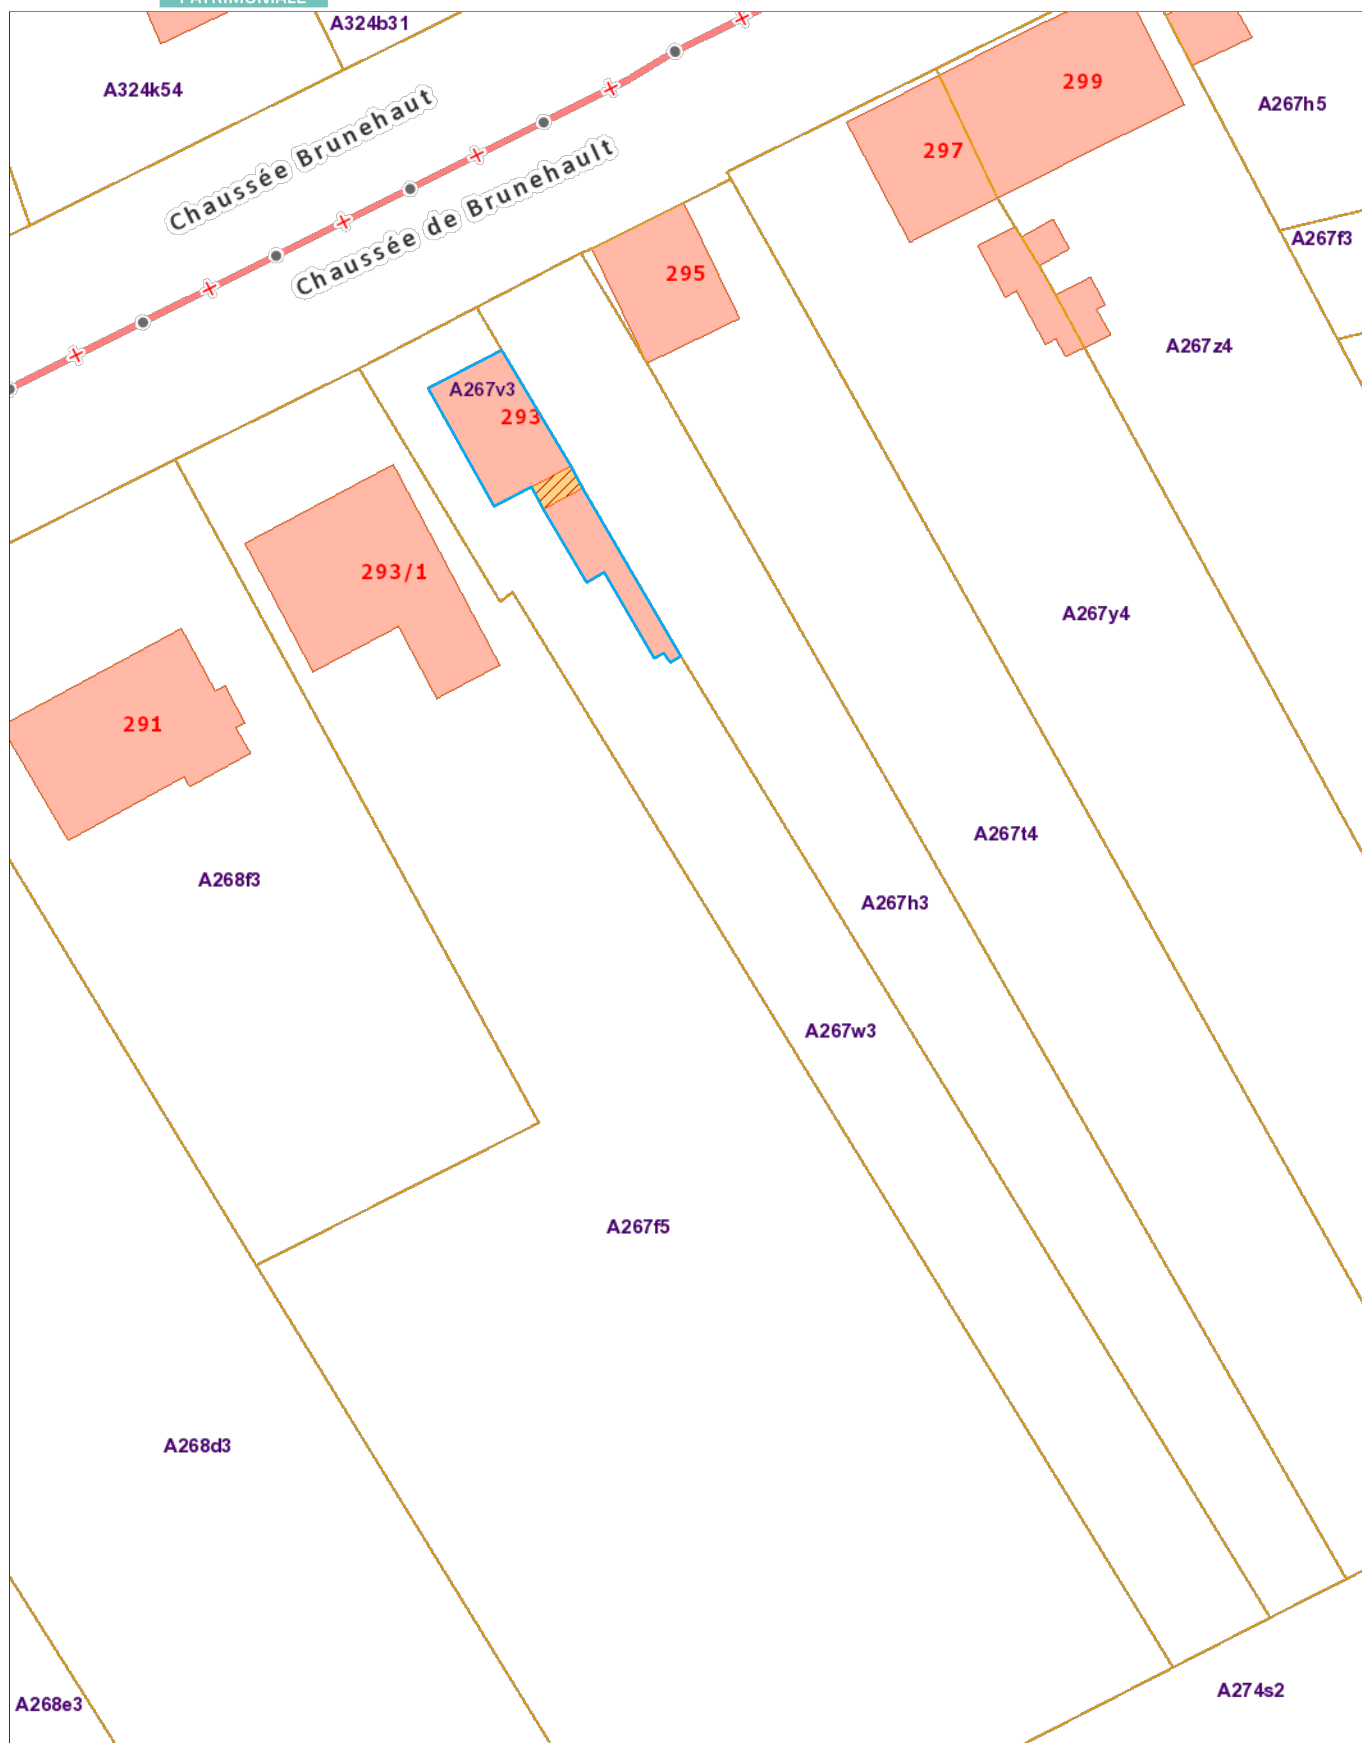 PATRIMONIALE
A324b31
A324k54
299
A267h5
Chaussée Brunehaut
297
Chaussée de Brunehault
A267f3
295
A267z4
A267v3
293
293/1
A267y4
291
A267t4
A268f3
A267h3
A267w3
A267f5
A268d3
A274s2
A268e3